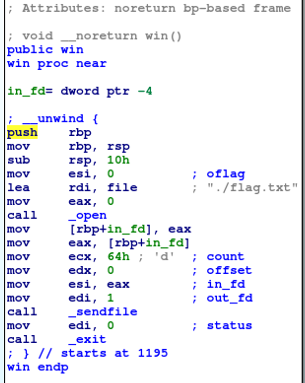 ; Attributes: noreturn bp-based frame
; void __noreturn win()
public win
win proc near
in_fd= dword ptr -4
; __unwind {
push rbp
mov rbp, rsp
sub rsp, 10h
mov esi, 0 ; oflag
lea rdi, file ; "./flag.txt"
mov eax, 0
call _open
mov [rbp+in_fd], eax
mov eax, [rbp+in_fd]
mov ecx, 64h ; 'd' ; count
mov edx, 0 ; offset
mov esi, eax ; in_fd
mov edi, 1 ; out_fd
call _sendfile
mov edi, 0 ; status
call _exit
; } // starts at 1195
win endp